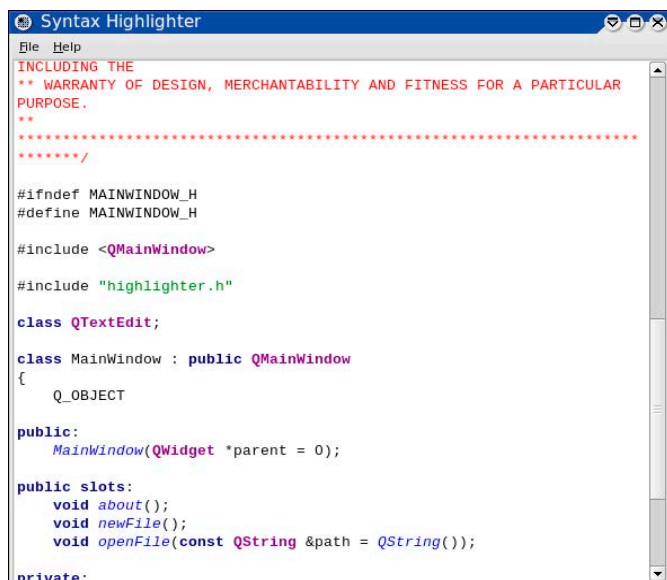 Syntax Highlighter
File Help
INCLUDING THE
** WARRANTY OF DESIGN, MERCHANTABILITY AND FITNESS FOR A PARTICULAR
PURPOSE.
**
*********************************************************************
*******/
#ifndef MAINWINDOW_H
#define MAINWINDOW_H
#include <QMainWindow>
#include "highlighter.h"
class QTextEdit;
class MainWindow : public QMainWindow
{
    Q_OBJECT
public:
    MainWindow(QWidget *parent = 0);
public slots:
    void about();
    void newFile();
    void openFile(const QString &path = QString());
private: